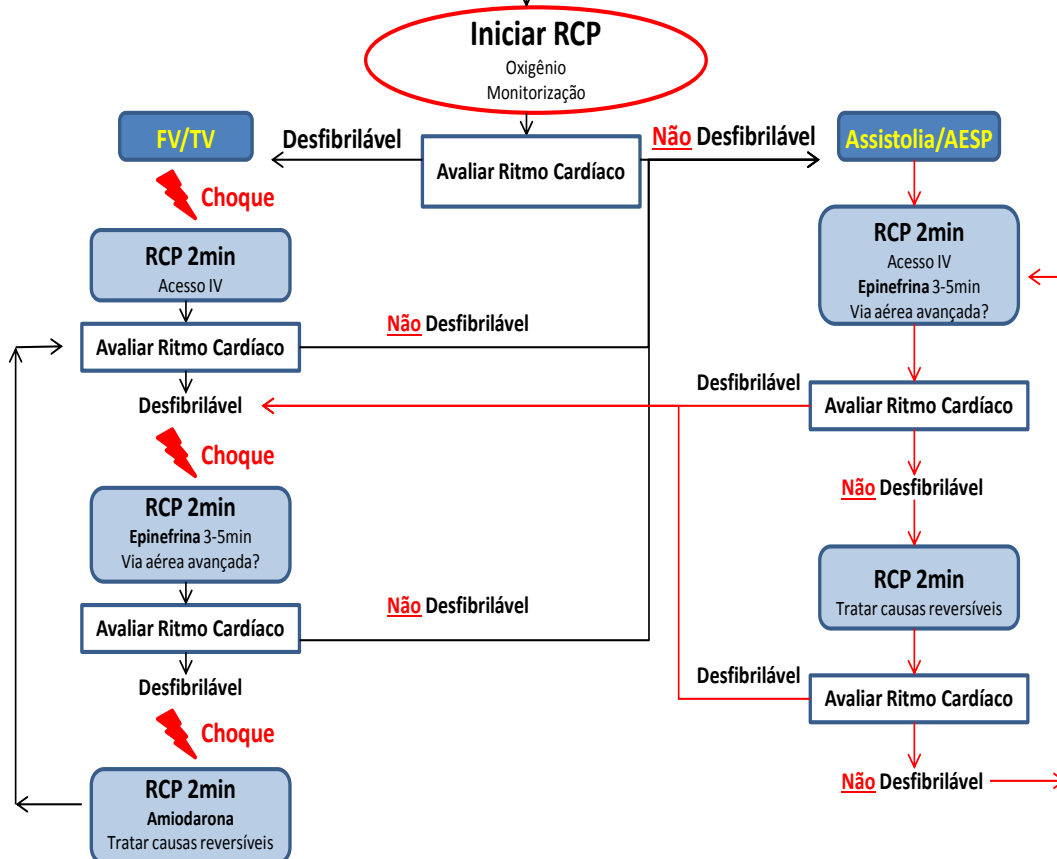 Iniciar RCP
Oxigênio
Monitorização
FV/TV
Desfibrilável
Avaliar Ritmo Cardíaco
Não Desfibrilável
Assistolia/AESP
Choque
RCP 2min
Acesso IV
Avaliar Ritmo Cardíaco
Não Desfibrilável
Desfibrilável
Choque
RCP 2min
Epinefrina 3-5min
Via aérea avançada?
Avaliar Ritmo Cardíaco
Não Desfibrilável
Desfibrilável
Choque
RCP 2min
Amiodarona
Tratar causas reversíveis
RCP 2min
Acesso IV
Epinefrina 3-5min
Via aérea avançada?
Desfibrilável
Avaliar Ritmo Cardíaco
Não Desfibrilável
RCP 2min
Tratar causas reversíveis
Desfibrilável
Avaliar Ritmo Cardíaco
Não Desfibrilável